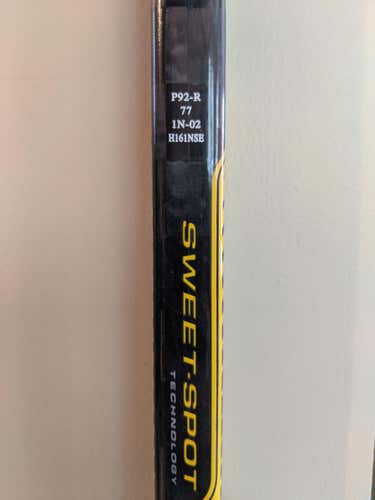 P92-R
77
1N-02
H161NSE
SWEET•SPOT
TECHNOLOGY